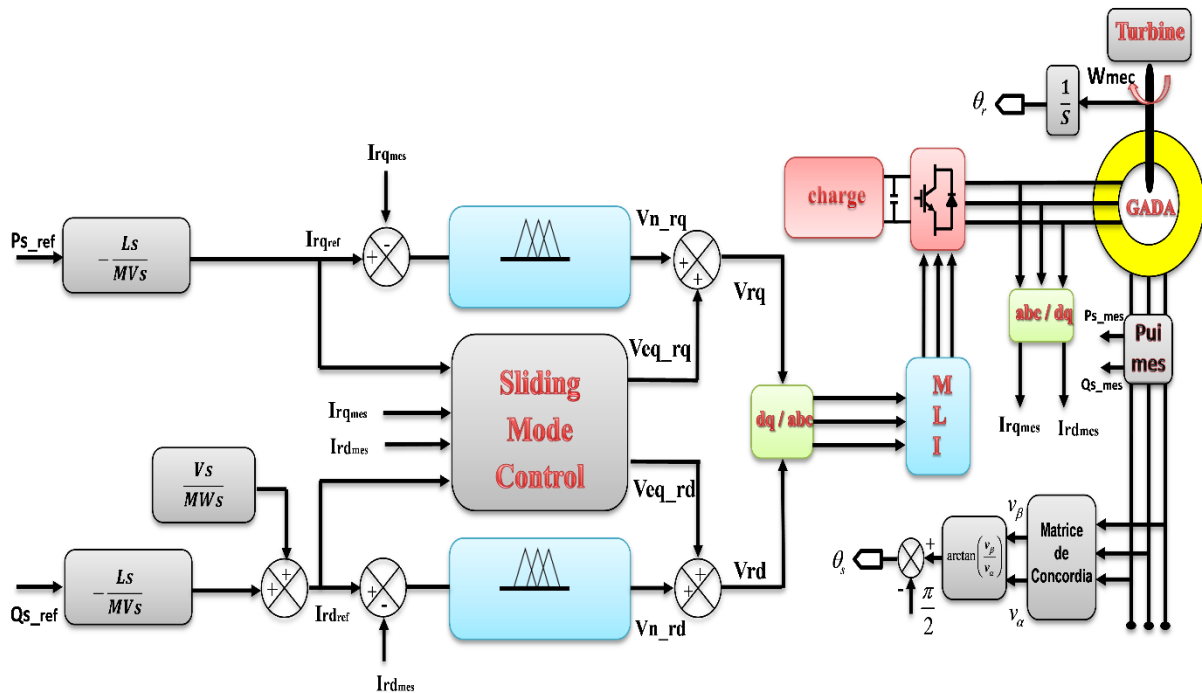 Turbine
Wmec
θr
1
S
GADA
charge
Irqmes
Ps_ref
- Ls
MVs
Irqref
-
Vn_rq
+
+
Vrq
Veq_rq
Sliding
Mode
Control
Irqmes
Irdmes
Veq_rd
dq / abc
M
L
I
abc / dq
Irqmes
Irdmes
Ps_mes
Qs_mes
Pui
mes
Vs
MWs
Qs_ref
- Ls
MVs
+
+
Irdref
-
Irdmes
Vn_rd
+
+
Vrd
θs
+
-
π
2
arctan(vβ
vα)
vβ
vα
Matrice
de
Concordia